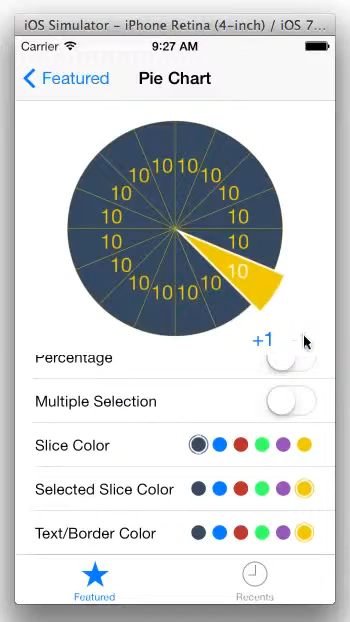 iOS Simulator - iPhone Retina (4-inch) / iOS 7...
Carrier 9:27 AM
Featured Pie Chart
10 10
10 10
10 10
10 10
10 10
10 10
10 10
10 10
+1
Percentage
Multiple Selection
Slice Color
Selected Slice Color
Text/Border Color
Featured Recents